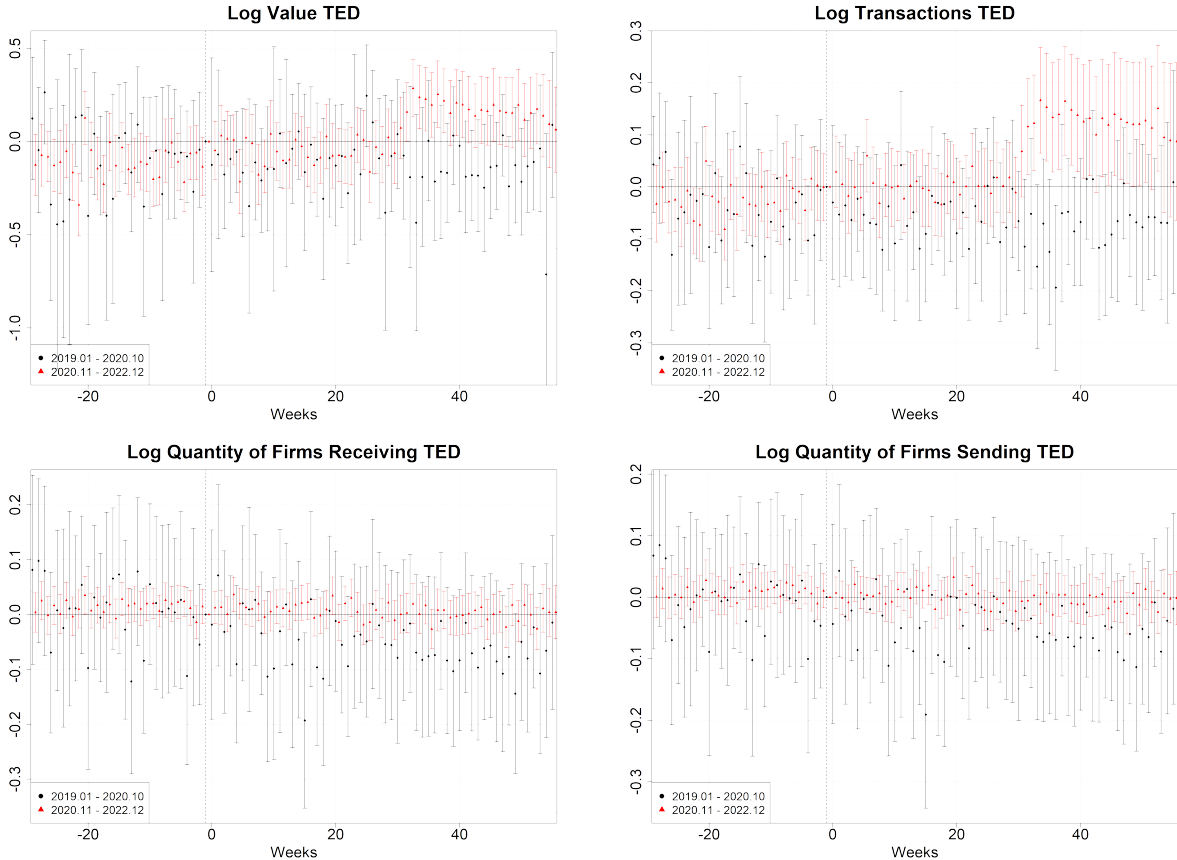 Log Value TED
0.5
0.0
-0.5
-1.0
2019.01 - 2020.10
2020.11 - 2022.12
-20 0 20 40
Weeks
Log Transactions TED
0.3
0.2
0.1
0.0
-0.1
-0.2
-0.3
2019.01 - 2020.10
2020.11 - 2022.12
-20 0 20 40
Weeks
Log Quantity of Firms Receiving TED
0.2
0.1
0.0
-0.1
-0.2
-0.3
2019.01 - 2020.10
2020.11 - 2022.12
-20 0 20 40
Weeks
Log Quantity of Firms Sending TED
0.2
0.1
0.0
-0.1
-0.2
-0.3
2019.01 - 2020.10
2020.11 - 2022.12
-20 0 20 40
Weeks